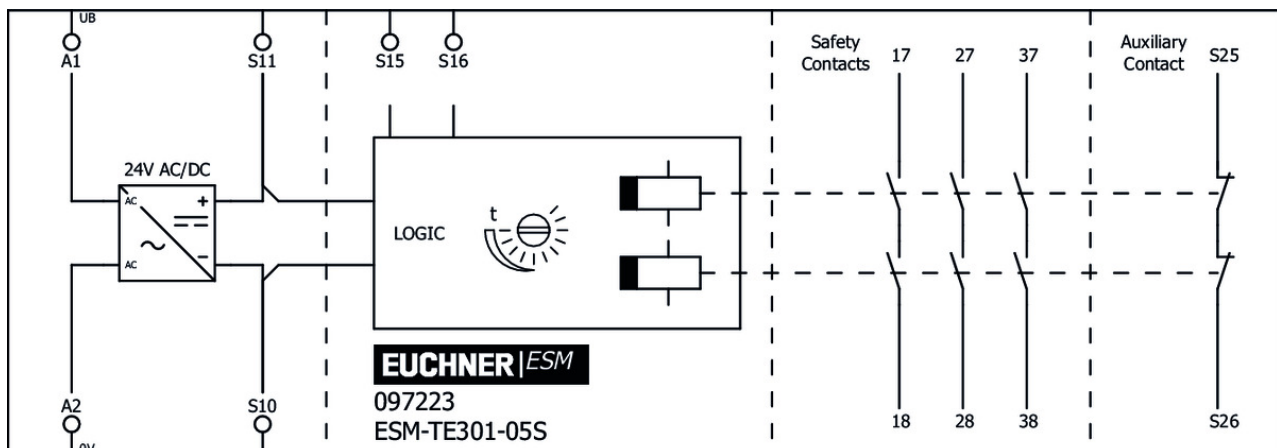 UB
A1
S11
S15
S16
Safety
Contacts
17
27
37
Auxiliary
Contact
S25
24V AC/DC
AC
+
AC
-
LOGIC
t
EUCHNER|ESM
097223
ESM-TE301-05S
A2
S10
18
28
38
S26
0V